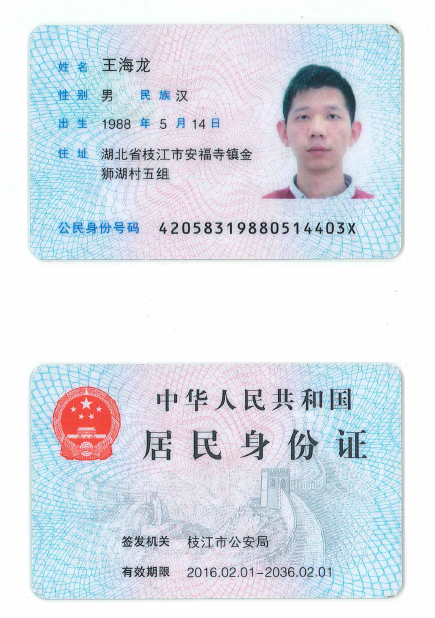 姓名 王海龙
性别 男 民族 汉
出生 1988 年 5 月 14 日
住址 湖北省枝江市安福寺镇金
狮湖村五组
公民身份号码 42058319880514403X
中华人民共和国
居民身份证
签发机关 枝江市公安局
有效期限 2016.02.01-2036.02.01